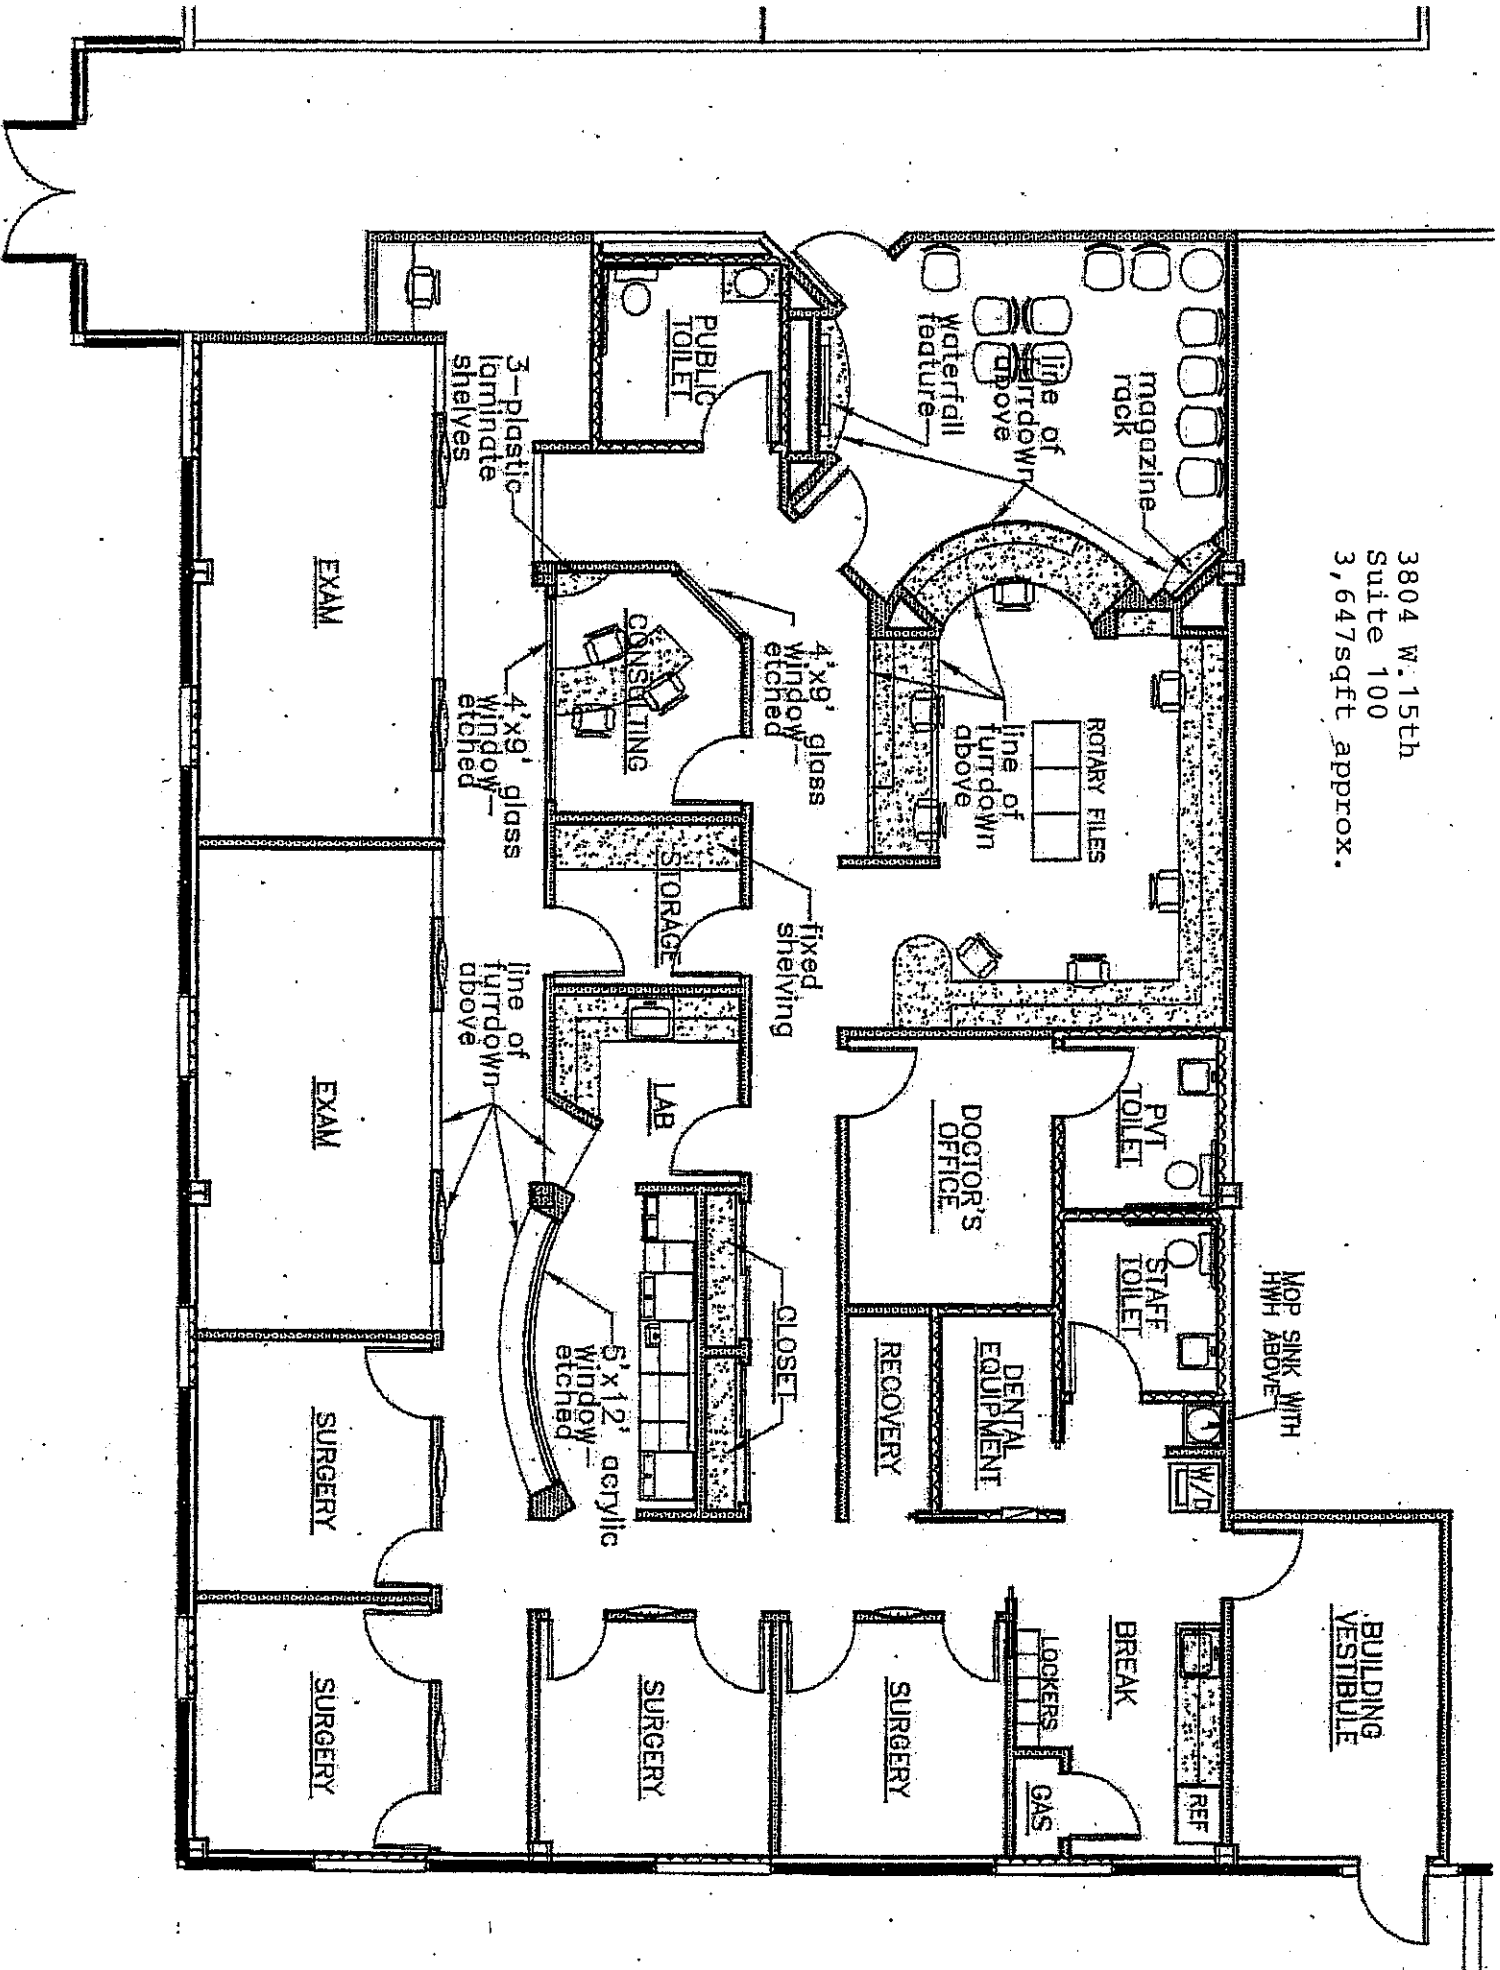 3804 W.15th
Suite 100
3,647sqft approx.
MOP SINK WITH
HWH ABOVE
BUILDING
VESTIBULE
magazine
rack
line of
furrdown
above
waterfall
feature
ROTARY FILES
line of
furrdown
above
PVT
TOILET
STAFF
TOILET
W/D
REF
BREAK
LOCKERS
GAS
DOCTOR'S
OFFICE
DENTAL
EQUIPMENT
RECOVERY
SURGERY
4'x9' glass
window
etched
fixed
shelving
CLOSET
PUBLIC
TOILET
CONSULTING
STORAGE
LAB
SURGERY
acrylic
window
etched
3-plastic
laminate
shelves
4'x9' glass
window
etched
line of
furrdown
above
EXAM
EXAM
SURGERY
SURGERY